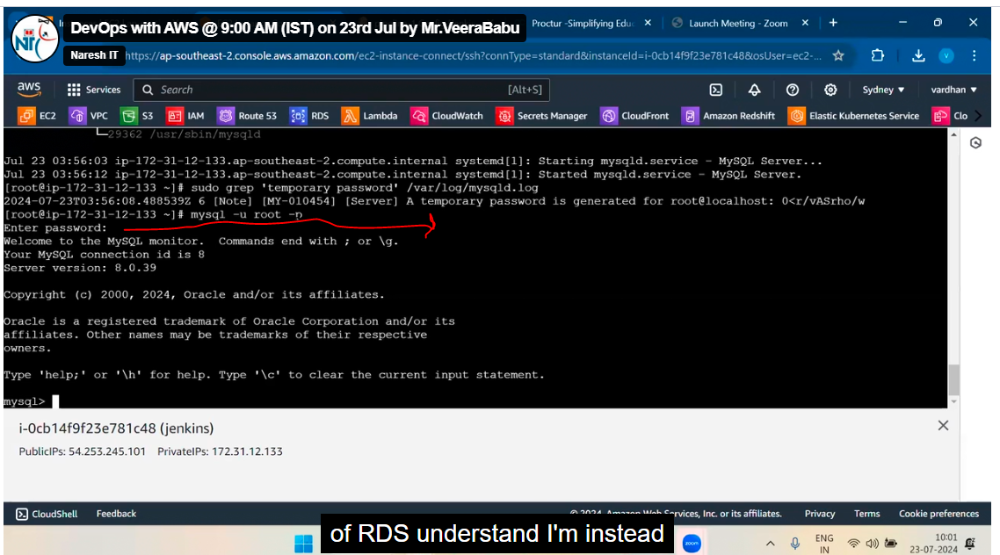 DevOps with AWS @ 9:00 AM (IST) on 23rd Jul by Mr.VeeraBabu
Proctur -Simplifying Edu
Launch Meeting - Zoom
Naresh IT
https://ap-southeast-2.console.aws.amazon.com/ec2-instance-connect/ssh?connType=standard&instanceId=i-0cb14f9f23e781c48&osUser=ec2-...
aws
Services
Search
[Alt+S]
Sydney
vardhan
EC2
VPC
S3
IAM
Route 53
RDS
Lambda
CloudWatch
Secrets Manager
CloudFront
Amazon Redshift
Elastic Kubernetes Service
Clo
└─29362 /usr/sbin/mysqld
Jul 23 03:56:03 ip-172-31-12-133.ap-southeast-2.compute.internal systemd[1]: Starting mysqld.service - MySQL Server...
Jul 23 03:56:12 ip-172-31-12-133.ap-southeast-2.compute.internal systemd[1]: Started mysqld.service - MySQL Server.
[root@ip-172-31-12-133 ~]# sudo grep 'temporary password' /var/log/mysqld.log
2024-07-23T03:56:08.488539Z 6 [Note] [MY-010454] [Server] A temporary password is generated for root@localhost: 0<r/vASrho/w
[root@ip-172-31-12-133 ~]# mysql -u root -p
Enter password:
Welcome to the MySQL monitor.  Commands end with ; or \g.
Your MySQL connection id is 8
Server version: 8.0.39
Copyright (c) 2000, 2024, Oracle and/or its affiliates.
Oracle is a registered trademark of Oracle Corporation and/or its
affiliates. Other names may be trademarks of their respective
owners.
Type 'help;' or '\h' for help. Type '\c' to clear the current input statement.
mysql>
i-0cb14f9f23e781c48 (jenkins)
PublicIPs: 54.253.245.101 PrivateIPs: 172.31.12.133
CloudShell
Feedback
© 2024, Amazon Web Services, Inc. or its affiliates.
Privacy
Terms
Cookie preferences
of RDS understand I'm instead
zoom
ENG
IN
10:01
23-07-2024